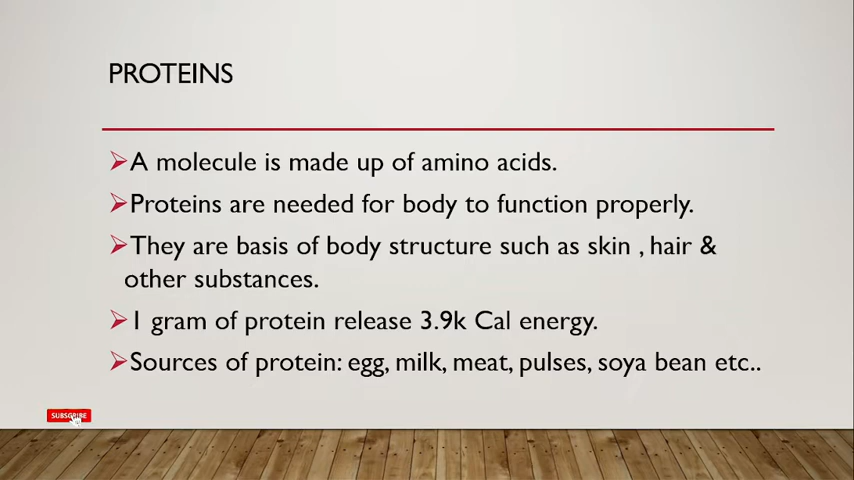 PROTEINS
➢A molecule is made up of amino acids.
➢Proteins are needed for body to function properly.
➢They are basis of body structure such as skin , hair &
other substances.
➢1 gram of protein release 3.9k Cal energy.
➢Sources of protein: egg, milk, meat, pulses, soya bean etc..
SUBSCRIBE